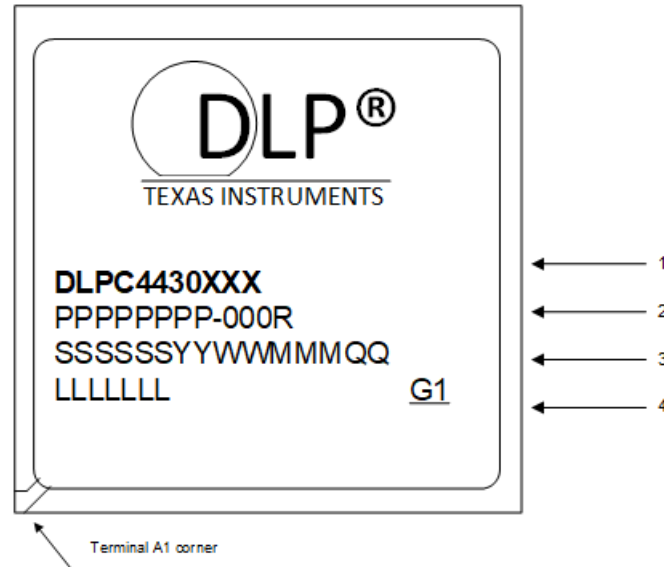 DLP®
TEXAS INSTRUMENTS
DLPC4430XXX
1
PPPPPPPP-000R
2
SSSSSSYYWWMMMQQ
3
LLLLLLL G1
4
Terminal A1 corner